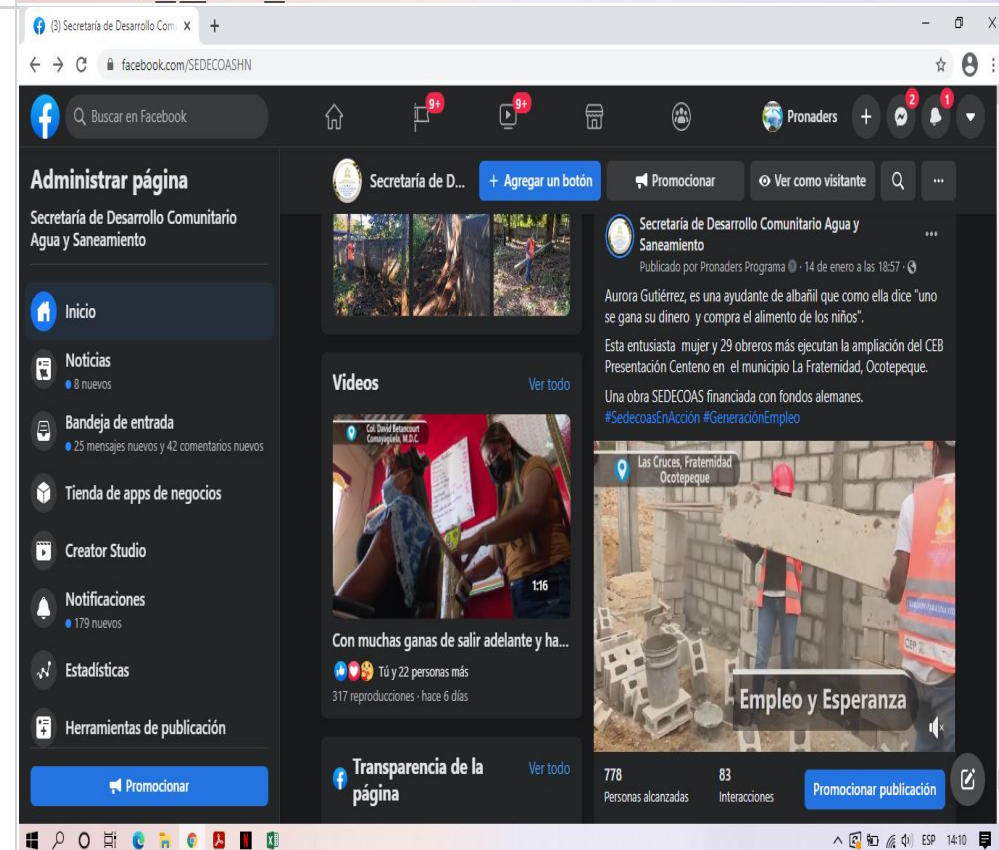 (3) Secretaría de Desarrollo Com
facebook.com/SEDECOASHN
Buscar en Facebook
9+
9+
Pronaders
2
1
Administrar página
Secretaría de Desarrollo Comunitario
Agua y Saneamiento
Inicio
Noticias
8 nuevos
Bandeja de entrada
25 mensajes nuevos y 42 comentarios nuevos
Tienda de apps de negocios
Creator Studio
Notificaciones
179 nuevos
Estadísticas
Herramientas de publicación
Promocionar
Secretaría de D...
+ Agregar un botón
Promocionar
Ver como visitante
Videos
Ver todo
Col. David Betancourt
Comayagüela, M.D.C.
1:16
Con muchas ganas de salir adelante y ha...
Tú y 22 personas más
317 reproducciones · hace 6 días
Transparencia de la
página
Ver todo
Secretaría de Desarrollo Comunitario Agua y
Saneamiento
Publicado por Pronaders Programa · 14 de enero a las 18:57 ·
Aurora Gutiérrez, es una ayudante de albañil que como ella dice "uno
se gana su dinero y compra el alimento de los niños".
Esta entusiasta mujer y 29 obreros más ejecutan la ampliación del CEB
Presentación Centeno en el municipio La Fraternidad, Ocotepeque.
Una obra SEDECOAS financiada con fondos alemanes.
#SedecoasEnAcción #GeneraciónEmpleo
Las Cruces, Fraternidad
Ocotepeque
Empleo y Esperanza
778
Personas alcanzadas
83
Interacciones
Promocionar publicación
ESP
14:10